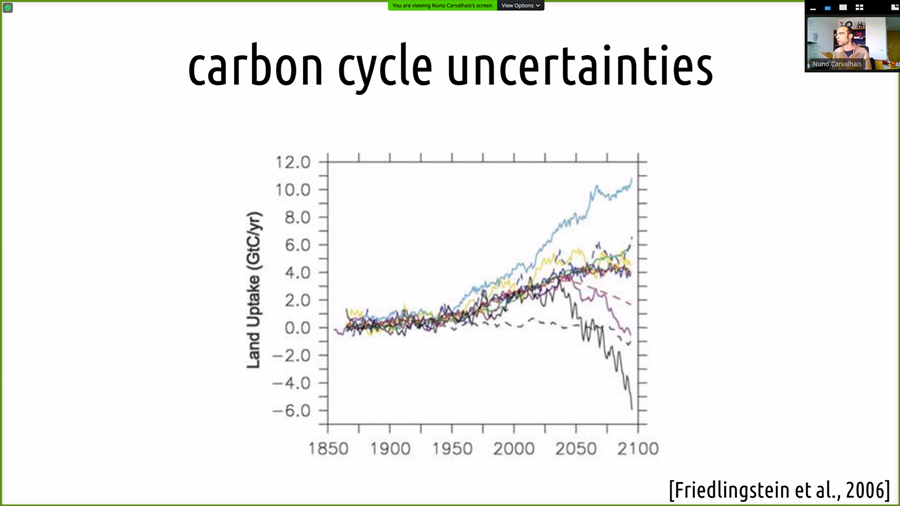 You are viewing Nuno Carvalhais's screen
View Options
Nuno Carvalhais
carbon cycle uncertainties
12.0
10.0
8.0
6.0
4.0
2.0
0.0
−2.0
−4.0
−6.0
Land Uptake (GtC/yr)
1850 1900 1950 2000 2050 2100
[Friedlingstein et al., 2006]